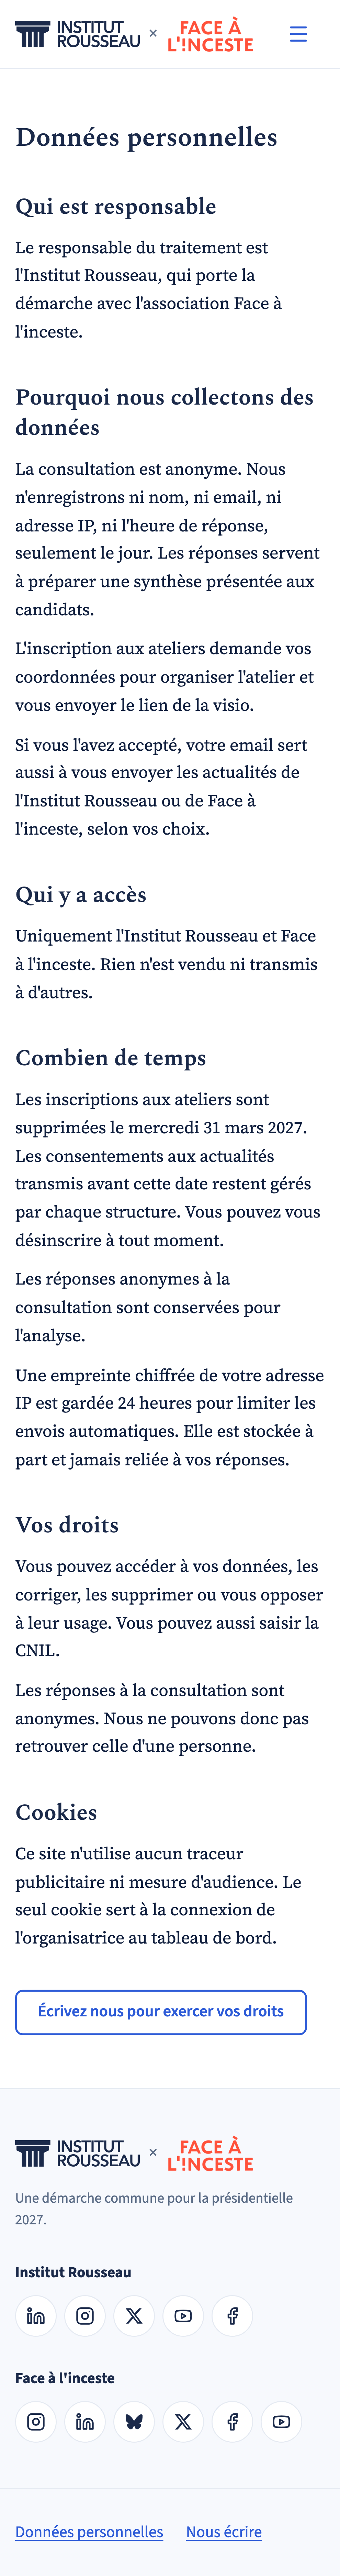 INSTITUT
ROUSSEAU
×
FACE À
L'INCESTE
Données personnelles
Qui est responsable
Le responsable du traitement est
l'Institut Rousseau, qui porte la
démarche avec l'association Face à
l'inceste.
Pourquoi nous collectons des
données
La consultation est anonyme. Nous
n'enregistrons ni nom, ni email, ni
adresse IP, ni l'heure de réponse,
seulement le jour. Les réponses servent
à préparer une synthèse présentée aux
candidats.
L'inscription aux ateliers demande vos
coordonnées pour organiser l'atelier et
vous envoyer le lien de la visio.
Si vous l'avez accepté, votre email sert
aussi à vous envoyer les actualités de
l'Institut Rousseau ou de Face à
l'inceste, selon vos choix.
Qui y a accès
Uniquement l'Institut Rousseau et Face
à l'inceste. Rien n'est vendu ni transmis
à d'autres.
Combien de temps
Les inscriptions aux ateliers sont
supprimées le mercredi 31 mars 2027.
Les consentements aux actualités
transmis avant cette date restent gérés
par chaque structure. Vous pouvez vous
désinscrire à tout moment.
Les réponses anonymes à la
consultation sont conservées pour
l'analyse.
Une empreinte chiffrée de votre adresse
IP est gardée 24 heures pour limiter les
envois automatiques. Elle est stockée à
part et jamais reliée à vos réponses.
Vos droits
Vous pouvez accéder à vos données, les
corriger, les supprimer ou vous opposer
à leur usage. Vous pouvez aussi saisir la
CNIL.
Les réponses à la consultation sont
anonymes. Nous ne pouvons donc pas
retrouver celle d'une personne.
Cookies
Ce site n'utilise aucun traceur
publicitaire ni mesure d'audience. Le
seul cookie sert à la connexion de
l'organisatrice au tableau de bord.
Écrivez nous pour exercer vos droits
INSTITUT
ROUSSEAU
×
FACE À
L'INCESTE
Une démarche commune pour la présidentielle
2027.
Institut Rousseau
Face à l'inceste
Données personnelles
Nous écrire